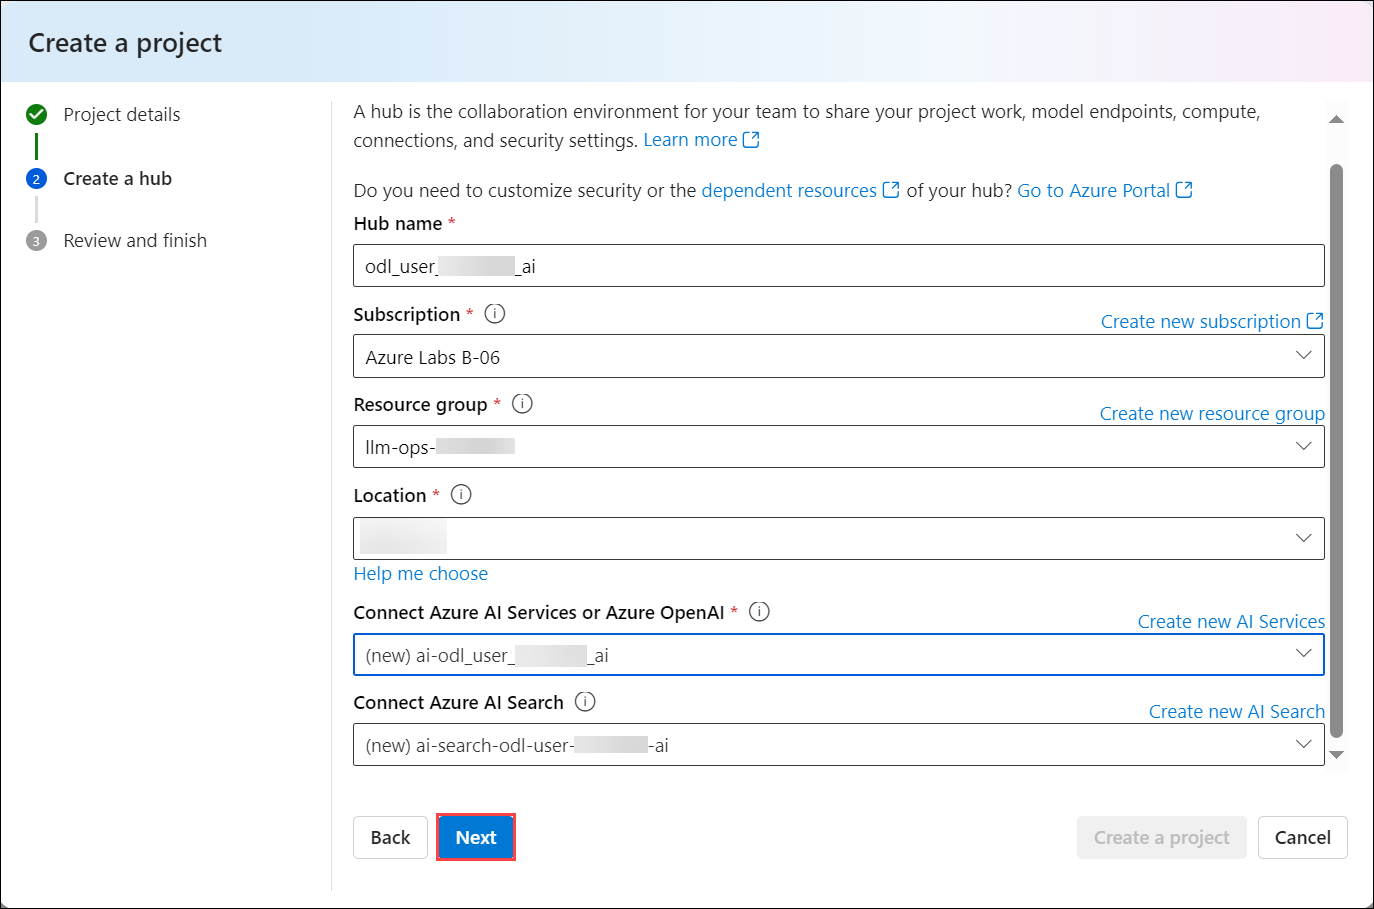 Create a project
Project details
2 Create a hub
3 Review and finish
A hub is the collaboration environment for your team to share your project work, model endpoints, compute,
connections, and security settings. Learn more
Do you need to customize security or the dependent resources of your hub? Go to Azure Portal
Hub name *
odl_user_ _ai
Subscription *
Create new subscription
Azure Labs B-06
Resource group *
Create new resource group
llm-ops-
Location *
Help me choose
Connect Azure AI Services or Azure OpenAI *
Create new AI Services
(new) ai-odl_user_ _ai
Connect Azure AI Search
Create new AI Search
(new) ai-search-odl-user- -ai
Back
Next
Create a project
Cancel